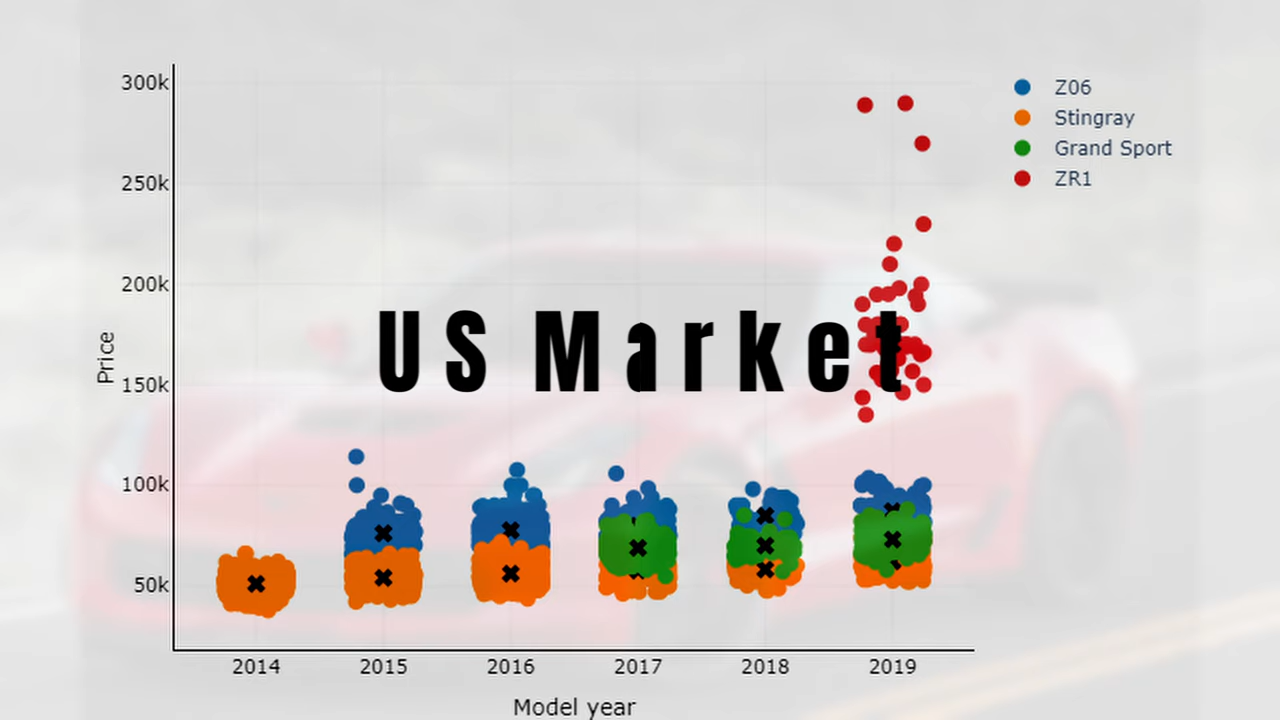 300k
250k
200k
150k
100k
50k
Price
US Market
2014 2015 2016 2017 2018 2019
Model year
Z06
Stingray
Grand Sport
ZR1